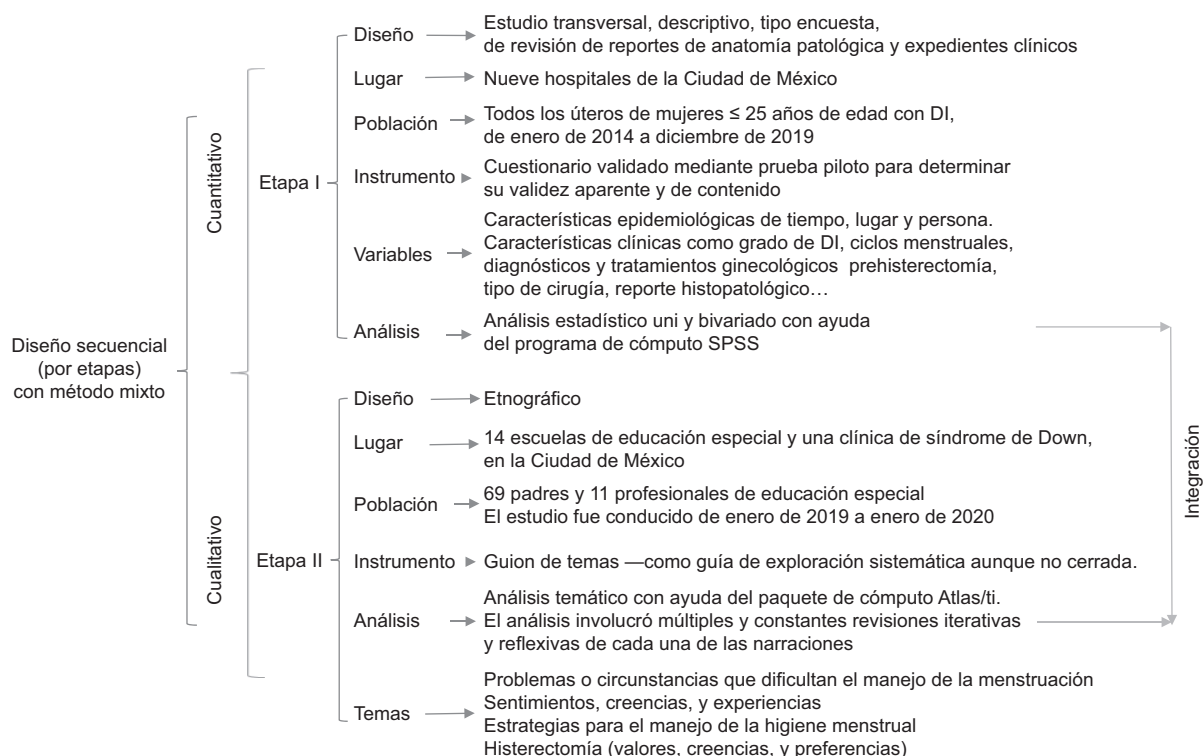 Diseño secuencial
(por etapas)
con método mixto
Cuantitativo
Etapa I
Diseño
Estudio transversal, descriptivo, tipo encuesta,
de revisión de reportes de anatomía patológica y expedientes clínicos
Lugar
Nueve hospitales de la Ciudad de México
Población
Todos los úteros de mujeres ≤ 25 años de edad con DI,
de enero de 2014 a diciembre de 2019
Instrumento
Cuestionario validado mediante prueba piloto para determinar
su validez aparente y de contenido
Variables
Características epidemiológicas de tiempo, lugar y persona.
Características clínicas como grado de DI, ciclos menstruales,
diagnósticos y tratamientos ginecológicos prehisterectomía,
tipo de cirugía, reporte histopatológico…
Análisis
Análisis estadístico uni y bivariado con ayuda
del programa de cómputo SPSS
Cualitativo
Etapa II
Diseño
Etnográfico
Lugar
14 escuelas de educación especial y una clínica de síndrome de Down,
en la Ciudad de México
Población
69 padres y 11 profesionales de educación especial
El estudio fue conducido de enero de 2019 a enero de 2020
Instrumento
Guion de temas —como guía de exploración sistemática aunque no cerrada.
Análisis
Análisis temático con ayuda del paquete de cómputo Atlas/ti.
El análisis involucró múltiples y constantes revisiones iterativas
y reflexivas de cada una de las narraciones
Temas
Problemas o circunstancias que dificultan el manejo de la menstruación
Sentimientos, creencias, y experiencias
Estrategias para el manejo de la higiene menstrual
Histerectomía (valores, creencias, y preferencias)
Integración